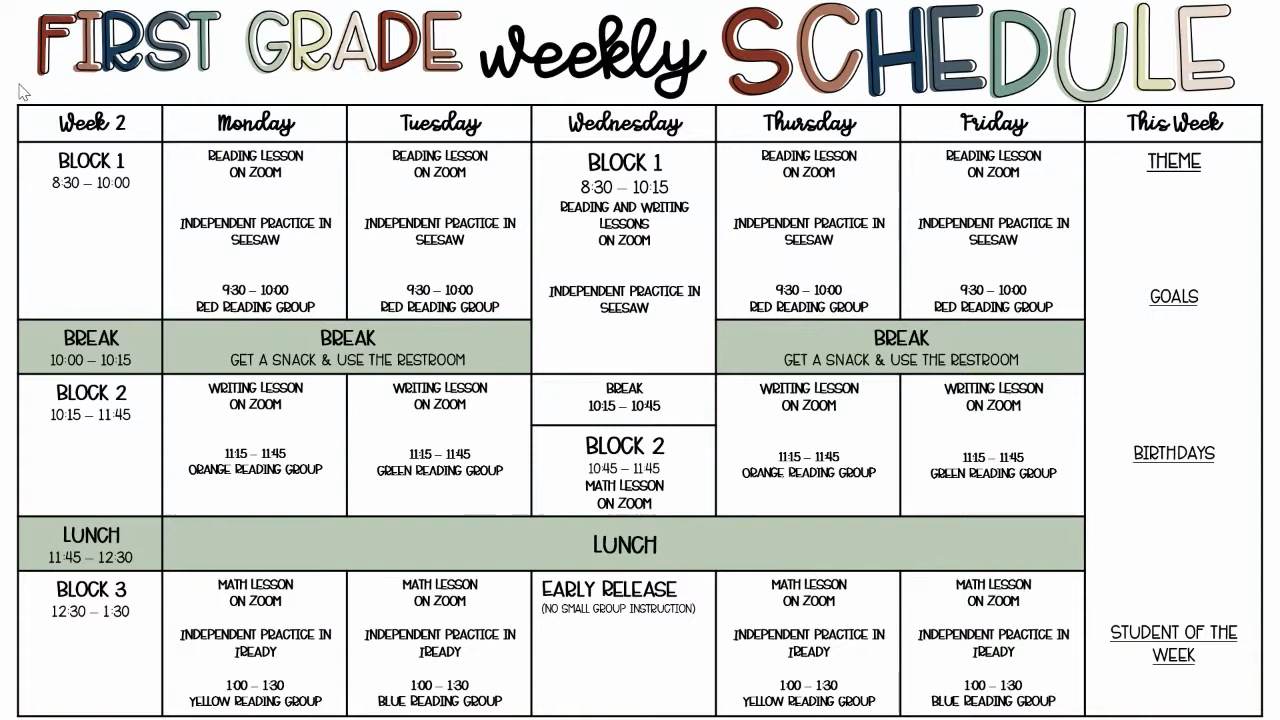 FIRST GRADE weekly SCHEDULE
Week 2
Monday
Tuesday
Wednesday
Thursday
Friday
This Week
BLOCK 1
8:30 – 10:00
READING LESSON
ON ZOOM
INDEPENDENT PRACTICE IN
SEESAW
9:30 – 10:00
RED READING GROUP
READING LESSON
ON ZOOM
INDEPENDENT PRACTICE IN
SEESAW
9:30 – 10:00
RED READING GROUP
BLOCK 1
8:30 – 10:15
READING AND WRITING
LESSONS
ON ZOOM
INDEPENDENT PRACTICE IN
SEESAW
READING LESSON
ON ZOOM
INDEPENDENT PRACTICE IN
SEESAW
9:30 – 10:00
RED READING GROUP
READING LESSON
ON ZOOM
INDEPENDENT PRACTICE IN
SEESAW
9:30 – 10:00
RED READING GROUP
THEME
GOALS
BREAK
10:00 – 10:15
BREAK
GET A SNACK & USE THE RESTROOM
BREAK
GET A SNACK & USE THE RESTROOM
BLOCK 2
10:15 – 11:45
WRITING LESSON
ON ZOOM
11:15 – 11:45
ORANGE READING GROUP
WRITING LESSON
ON ZOOM
11:15 – 11:45
GREEN READING GROUP
BREAK
10:15 – 10:45
BLOCK 2
10:45 – 11:45
MATH LESSON
ON ZOOM
WRITING LESSON
ON ZOOM
11:15 – 11:45
ORANGE READING GROUP
WRITING LESSON
ON ZOOM
11:15 – 11:45
GREEN READING GROUP
BIRTHDAYS
LUNCH
11:45 – 12:30
LUNCH
BLOCK 3
12:30 – 1:30
MATH LESSON
ON ZOOM
INDEPENDENT PRACTICE IN
IREADY
1:00 – 1:30
YELLOW READING GROUP
MATH LESSON
ON ZOOM
INDEPENDENT PRACTICE IN
IREADY
1:00 – 1:30
BLUE READING GROUP
EARLY RELEASE
(NO SMALL GROUP INSTRUCTION)
MATH LESSON
ON ZOOM
INDEPENDENT PRACTICE IN
IREADY
1:00 – 1:30
YELLOW READING GROUP
MATH LESSON
ON ZOOM
INDEPENDENT PRACTICE IN
IREADY
1:00 – 1:30
BLUE READING GROUP
STUDENT OF THE
WEEK